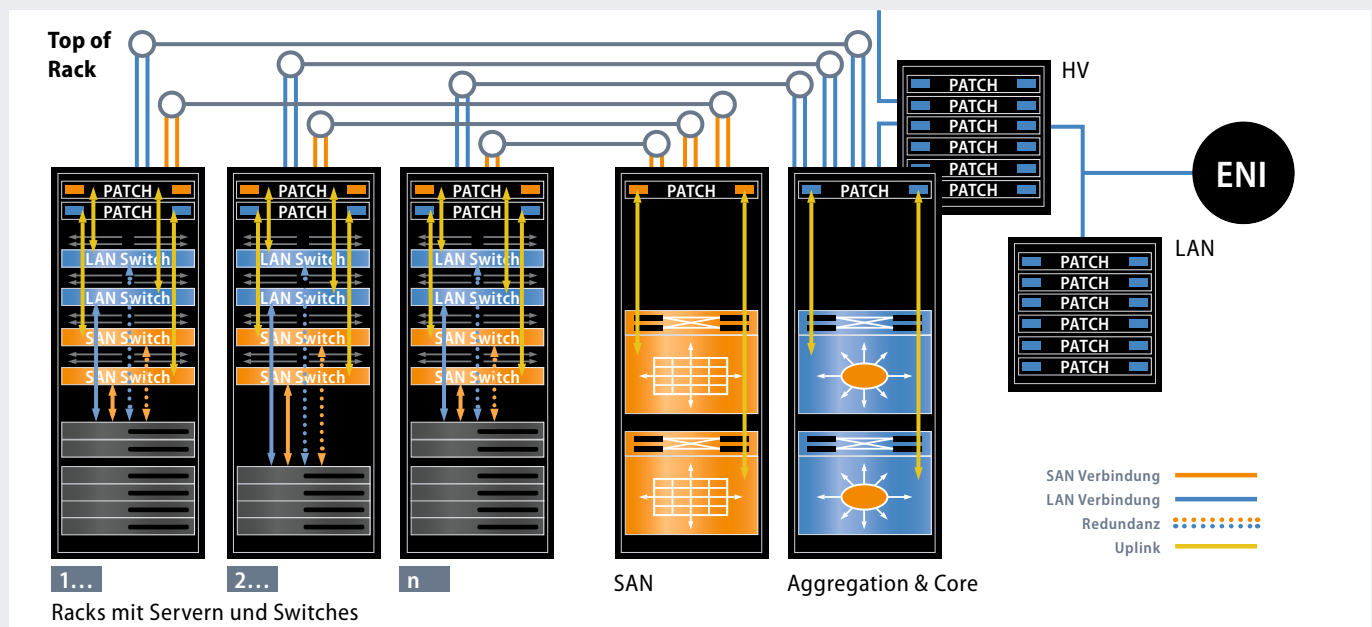 Top of
Rack
HV
PATCH
PATCH
PATCH
PATCH
PATCH
PATCH
ENI
LAN
PATCH
PATCH
PATCH
PATCH
PATCH
PATCH
PATCH
PATCH
LAN Switch
LAN Switch
SAN Switch
SAN Switch
PATCH
PATCH
LAN Switch
LAN Switch
SAN Switch
SAN Switch
PATCH
PATCH
LAN Switch
LAN Switch
SAN Switch
SAN Switch
PATCH
PATCH
SAN Verbindung
LAN Verbindung
Redundanz
Uplink
1...
2...
n
SAN
Aggregation & Core
Racks mit Servern und Switches